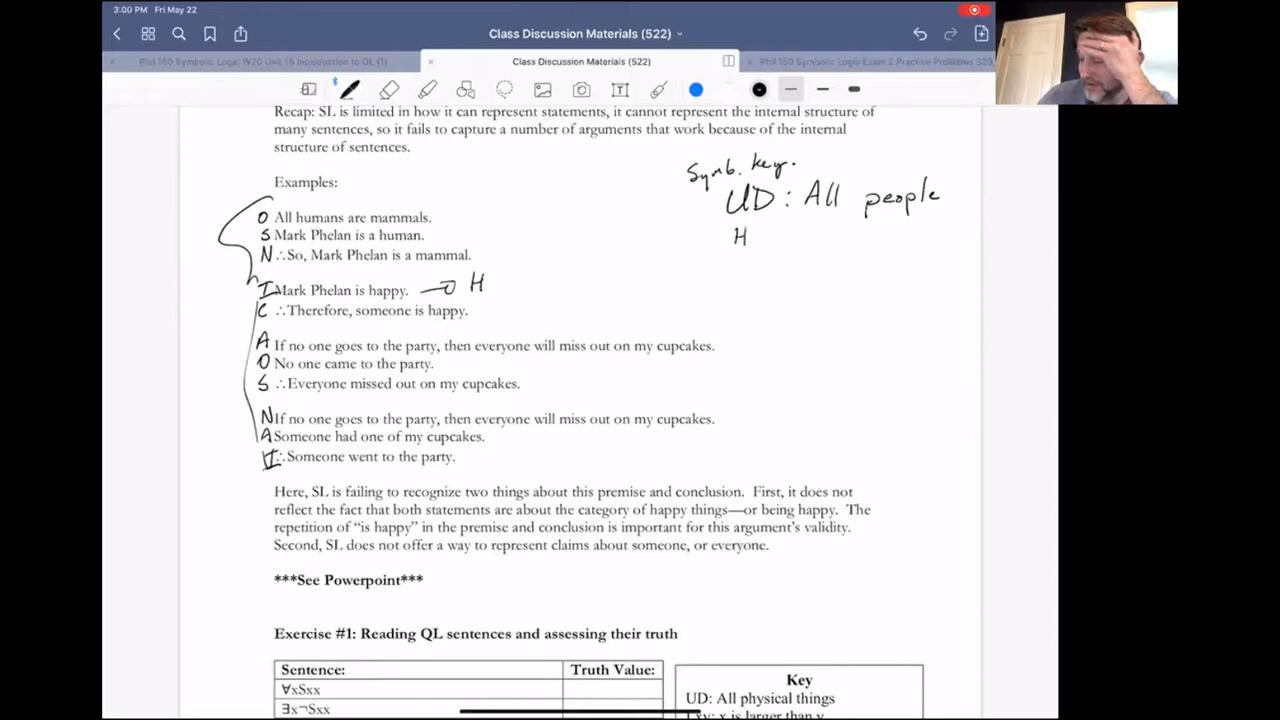 3:00 PM Fri May 22
Class Discussion Materials (522)
Phil 150 Symbolic Logic W20 Unit 16 Introduction to QL (1)
Class Discussion Materials (522)
Phil 150 Symbolic Logic Exam 2 Practice Problems S20
Recap: SL is limited in how it can represent statements, it cannot represent the internal structure of
many sentences, so it fails to capture a number of arguments that work because of the internal
structure of sentences.
Symb. key.
Examples:
UD: All people
O All humans are mammals.
S Mark Phelan is a human.
H
N ∴So, Mark Phelan is a mammal.
I Mark Phelan is happy. → H
C ∴Therefore, someone is happy.
A If no one goes to the party, then everyone will miss out on my cupcakes.
O No one came to the party.
S ∴Everyone missed out on my cupcakes.
N If no one goes to the party, then everyone will miss out on my cupcakes.
A Someone had one of my cupcakes.
I ∴Someone went to the party.
Here, SL is failing to recognize two things about this premise and conclusion. First, it does not
reflect the fact that both statements are about the category of happy things—or being happy. The
repetition of “is happy” in the premise and conclusion is important for this argument’s validity.
Second, SL does not offer a way to represent claims about someone, or everyone.
***See Powerpoint***
Exercise #1: Reading QL sentences and assessing their truth
Sentence: Truth Value:
Key
∀xSxx
UD: All physical things
∃x¬Sxx
Lxy: x is larger than y